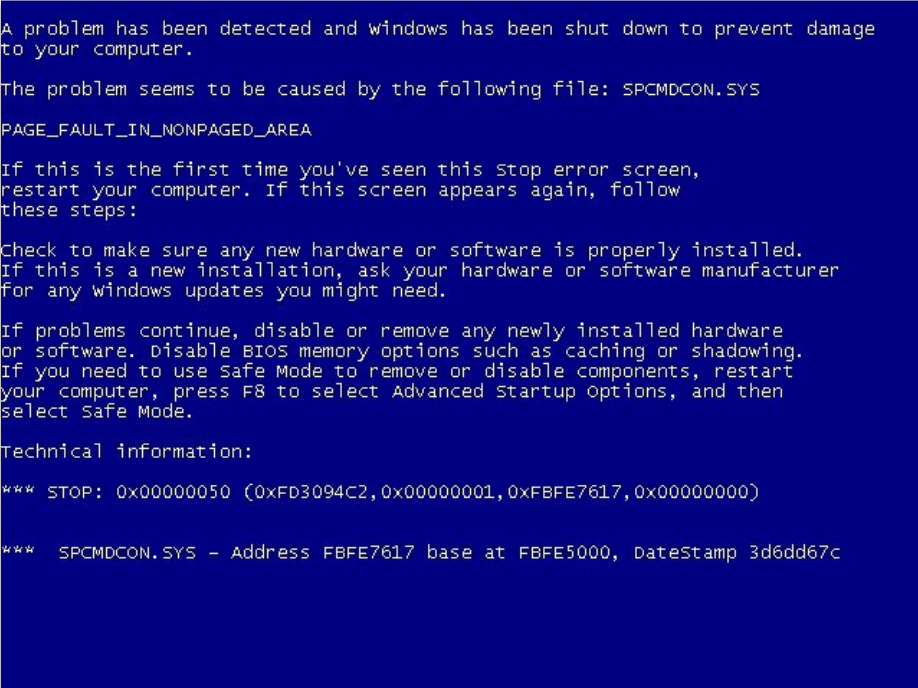 A problem has been detected and Windows has been shut down to prevent damage
to your computer.
The problem seems to be caused by the following file: SPCMDCON.SYS
PAGE_FAULT_IN_NONPAGED_AREA
If this is the first time you've seen this Stop error screen,
restart your computer. If this screen appears again, follow
these steps:
Check to make sure any new hardware or software is properly installed.
If this is a new installation, ask your hardware or software manufacturer
for any Windows updates you might need.
If problems continue, disable or remove any newly installed hardware
or software. Disable BIOS memory options such as caching or shadowing.
If you need to use Safe Mode to remove or disable components, restart
your computer, press F8 to select Advanced Startup Options, and then
select Safe Mode.
Technical information:
*** STOP: 0x00000050 (0xFD3094C2,0x00000001,0xFBFE7617,0x00000000)
*** SPCMDCON.SYS - Address FBFE7617 base at FBFE5000, DateStamp 3d6dd67c